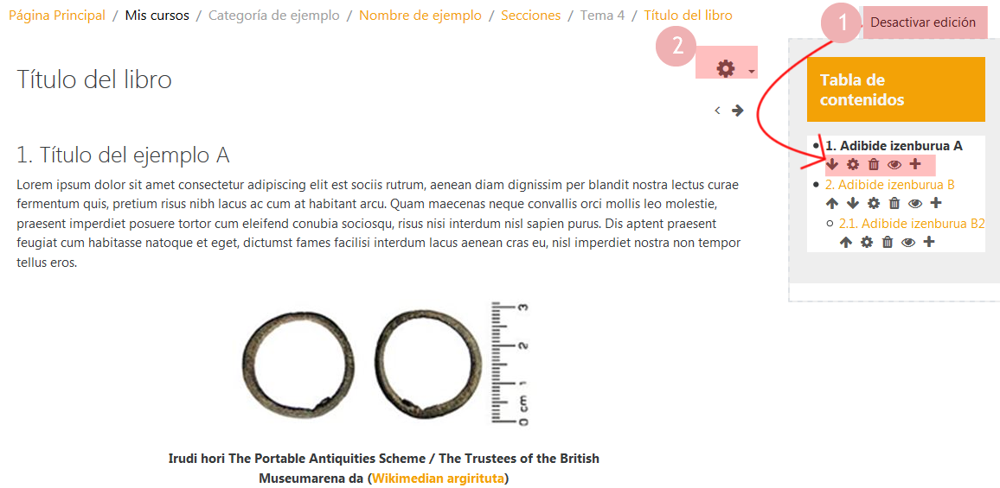 Página Principal / Mis cursos / Categoría de ejemplo / Nombre de ejemplo / Secciones / Tema 4 / Título del libro
1
Desactivar edición
2
Título del libro
Tabla de
contenidos
1. Adibide izenburua A
2. Adibide izenburua B
2.1. Adibide izenburua B2
1. Título del ejemplo A
Lorem ipsum dolor sit amet consectetur adipiscing elit est sociis rutrum, aenean diam dignissim per blandit nostra lectus curae
fermentum quis, pretium risus nibh lacus ac cum at habitant arcu. Quam maecenas neque convallis orci mollis leo molestie,
praesent imperdiet posuere tortor cum eleifend conubia sociosqu, risus nisi interdum nisl sapien purus. Dis aptent praesent
feugiat cum habitasse natoque et eget, dictumst fames facilisi interdum lacus aenean cras eu, nisl imperdiet nostra non tempor
tellus eros.
0 cm 1 2 3
Irudi hori The Portable Antiquities Scheme / The Trustees of the British
Museumarena da (Wikimedian argirituta)